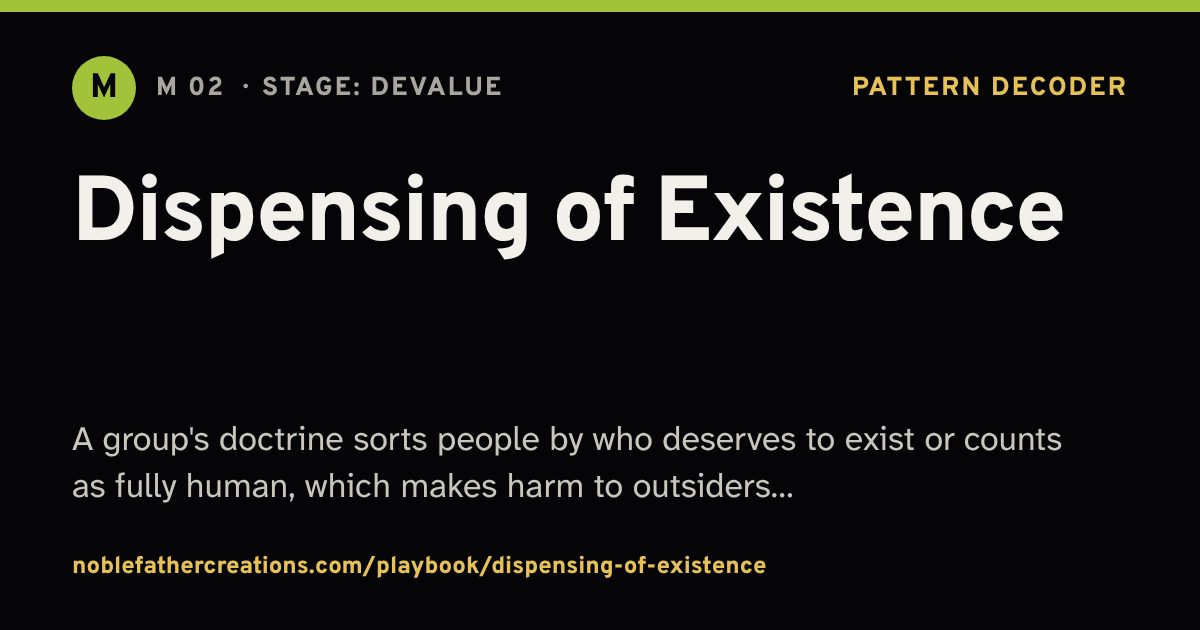 M
M 02 · STAGE: DEVALUE
PATTERN DECODER
Dispensing of Existence
A group's doctrine sorts people by who deserves to exist or counts
as fully human, which makes harm to outsiders...
noblefathercreations.com/playbook/dispensing-of-existence